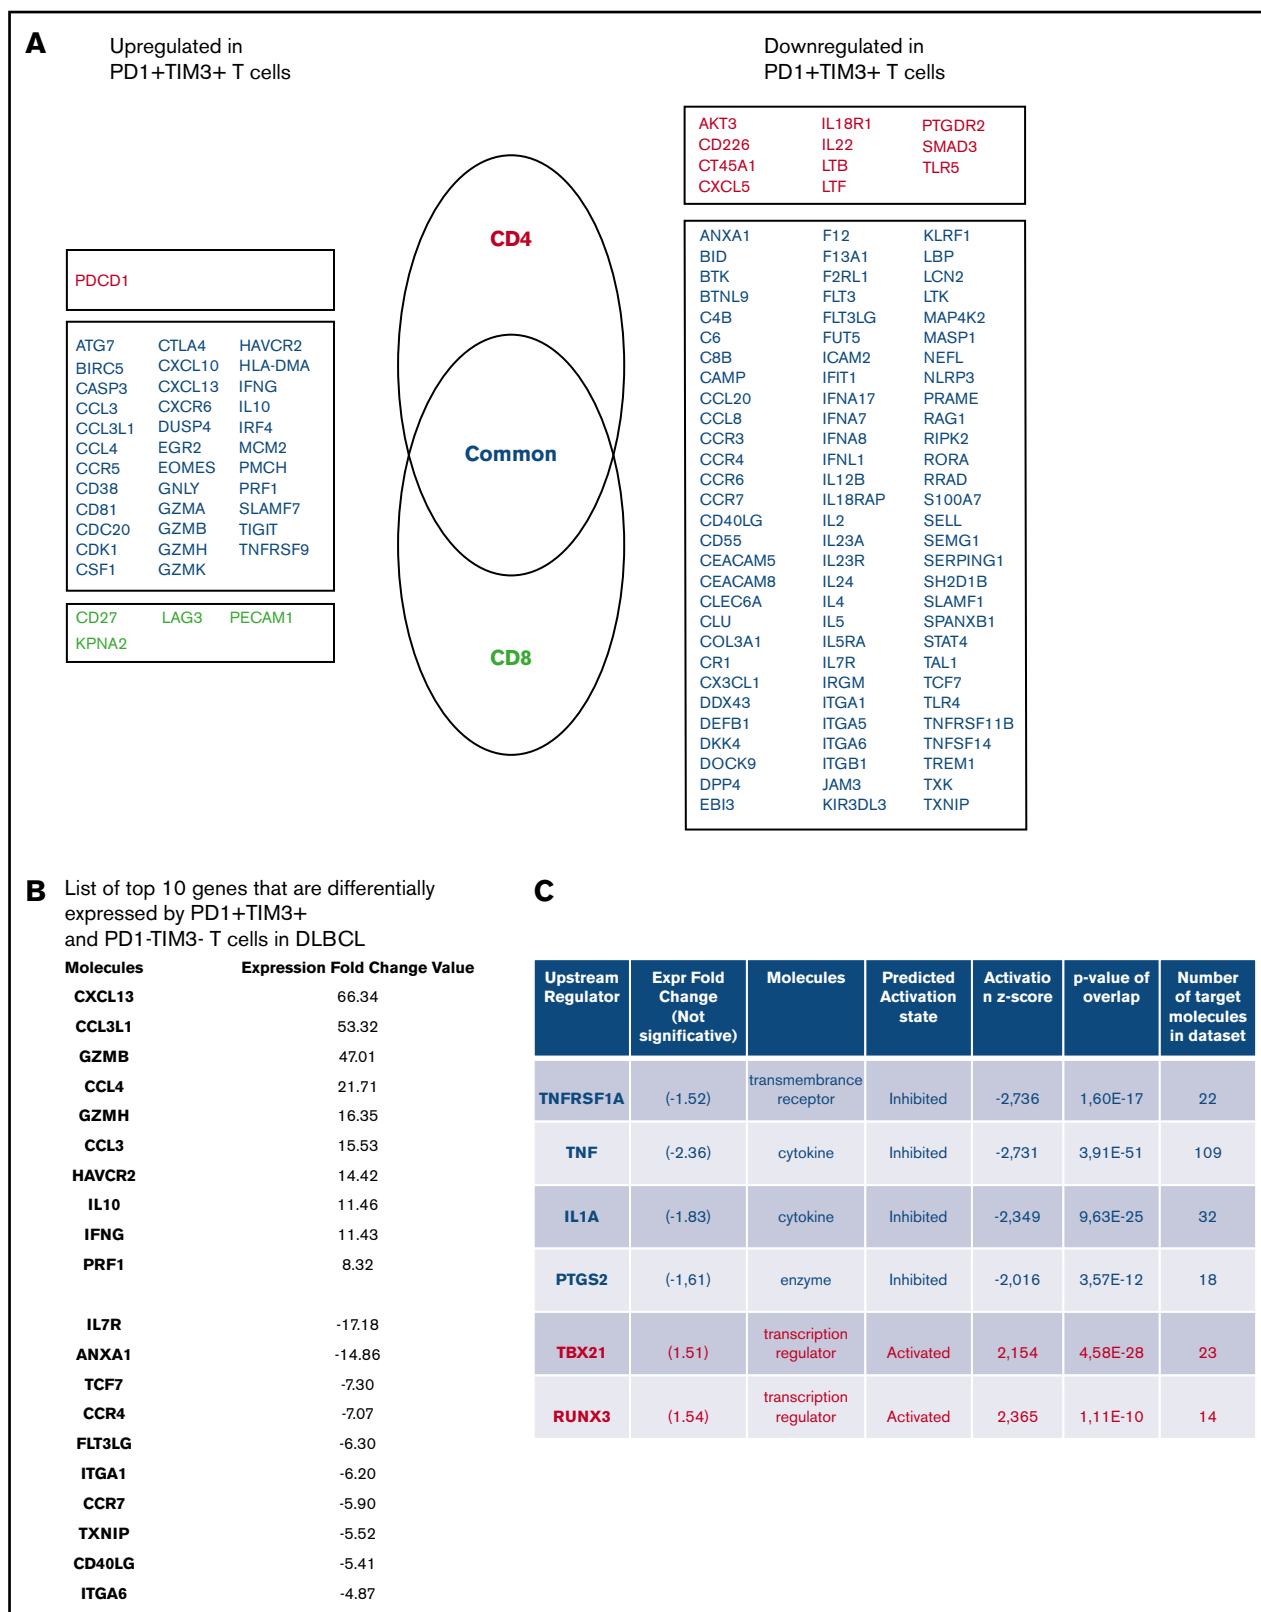 A
Upregulated in
PD1+TIM3+ T cells
Downregulated in
PD1+TIM3+ T cells
AKT3 IL18R1 PTGDR2
CD226 IL22 SMAD3
CT45A1 LTB TLR5
CXCL5 LTF
CD4
Common
CD8
PDCD1
ATG7 CTLA4 HAVCR2
BIRC5 CXCL10 HLA-DMA
CASP3 CXCL13 IFNG
CCL3 CXCR6 IL10
CCL3L1 DUSP4 IRF4
CCL4 EGR2 MCM2
CCR5 EOMES PMCH
CD38 GNLY PRF1
CD81 GZMA SLAMF7
CDC20 GZMB TIGIT
CDK1 GZMH TNFRSF9
CSF1 GZMK
CD27 LAG3 PECAM1
KPNA2
ANXA1 F12 KLRF1
BID F13A1 LBP
BTK F2RL1 LCN2
BTNL9 FLT3 LTK
C4B FLT3LG MAP4K2
C6 FUT5 MASP1
C8B ICAM2 NEFL
CAMP IFIT1 NLRP3
CCL20 IFNA17 PRAME
CCL8 IFNA7 RAG1
CCR3 IFNA8 RIPK2
CCR4 IFNL1 RORA
CCR6 IL12B RRAD
CCR7 IL18RAP S100A7
CD40LG IL2 SELL
CD55 IL23A SEMG1
CEACAM5 IL23R SERPING1
CEACAM8 IL24 SH2D1B
CLEC6A IL4 SLAMF1
CLU IL5 SPANXB1
COL3A1 IL5RA STAT4
CR1 IL7R TAL1
CX3CL1 IRGM TCF7
DDX43 ITGA1 TLR4
DEFB1 ITGA5 TNFRSF11B
DKK4 ITGA6 TNFSF14
DOCK9 ITGB1 TREM1
DPP4 JAM3 TXK
EBI3 KIR3DL3 TXNIP
B
List of top 10 genes that are differentially
expressed by PD1+TIM3+
and PD1-TIM3- T cells in DLBCL
Molecules Expression Fold Change Value
CXCL13 66.34
CCL3L1 53.32
GZMB 47.01
CCL4 21.71
GZMH 16.35
CCL3 15.53
HAVCR2 14.42
IL10 11.46
IFNG 11.43
PRF1 8.32
IL7R -17.18
ANXA1 -14.86
TCF7 -7.30
CCR4 -7.07
FLT3LG -6.30
ITGA1 -6.20
CCR7 -5.90
TXNIP -5.52
CD40LG -5.41
ITGA6 -4.87
C
Upstream Expr Fold Molecules Predicted Activatio p-value of Number
Regulator Change Activation n z-score overlap of target
(Not state molecules
significative) in dataset
transmembrance
TNFRSF1A (-1.52) receptor Inhibited -2,736 1,60E-17 22
TNF (-2.36) cytokine Inhibited -2,731 3,91E-51 109
IL1A (-1.83) cytokine Inhibited -2,349 9,63E-25 32
PTGS2 (-1,61) enzyme Inhibited -2,016 3,57E-12 18
transcription
TBX21 (1.51) regulator Activated 2,154 4,58E-28 23
transcription
RUNX3 (1.54) regulator Activated 2,365 1,11E-10 14